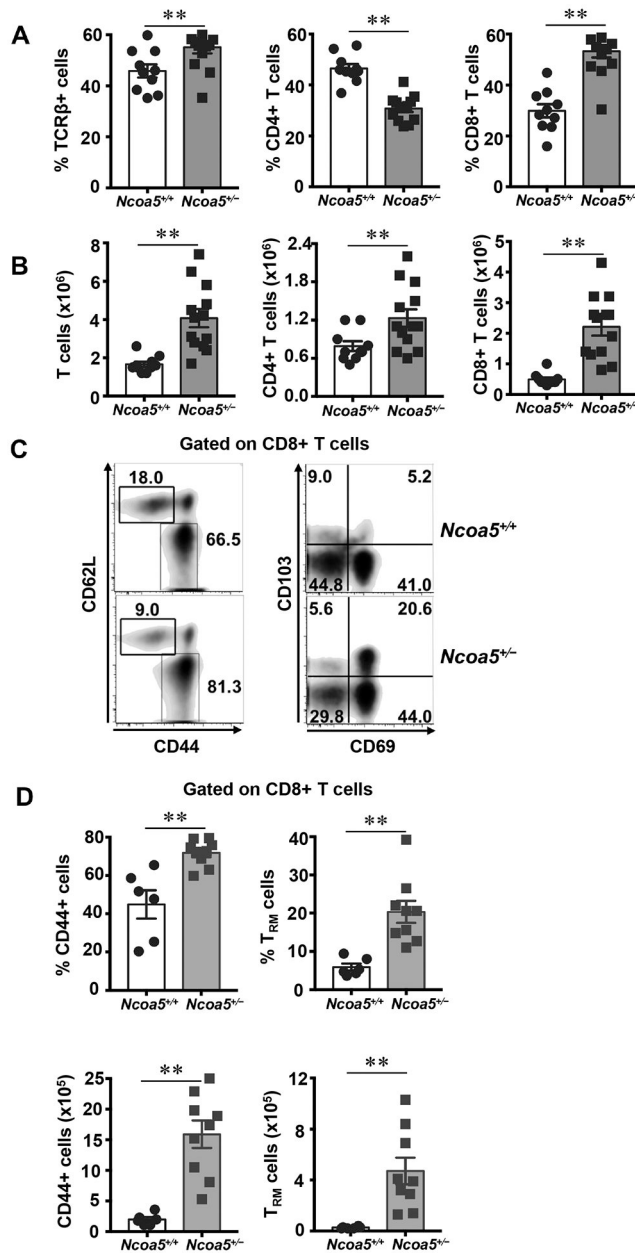 A
% TCRβ+ cells
60
40
20
0
**
Ncoa5+/+ Ncoa5+/−
% CD4+ T cells
60
40
20
0
**
Ncoa5+/+ Ncoa5+/−
% CD8+ T cells
60
40
20
0
**
Ncoa5+/+ Ncoa5+/−
B
T cells (x10⁶)
8
6
4
2
0
**
Ncoa5+/+ Ncoa5+/−
CD4+ T cells (x10⁶)
2.4
1.8
1.2
0.6
0.0
**
Ncoa5+/+ Ncoa5+/−
CD8+ T cells (x10⁶)
5
4
3
2
1
0
**
Ncoa5+/+ Ncoa5+/−
C
Gated on CD8+ T cells
18.0
66.5
9.0
81.3
CD62L
CD44
9.0 5.2
44.8 41.0
Ncoa5+/+
5.6 20.6
29.8 44.0
Ncoa5+/−
CD103
CD69
D
Gated on CD8+ T cells
% CD44+ cells
80
60
40
20
0
**
Ncoa5+/+ Ncoa5+/−
% TRM cells
40
30
20
10
0
**
Ncoa5+/+ Ncoa5+/−
CD44+ cells (x10⁵)
25
20
15
10
5
0
**
Ncoa5+/+ Ncoa5+/−
TRM cells (x10⁵)
12
8
4
0
**
Ncoa5+/+ Ncoa5+/−